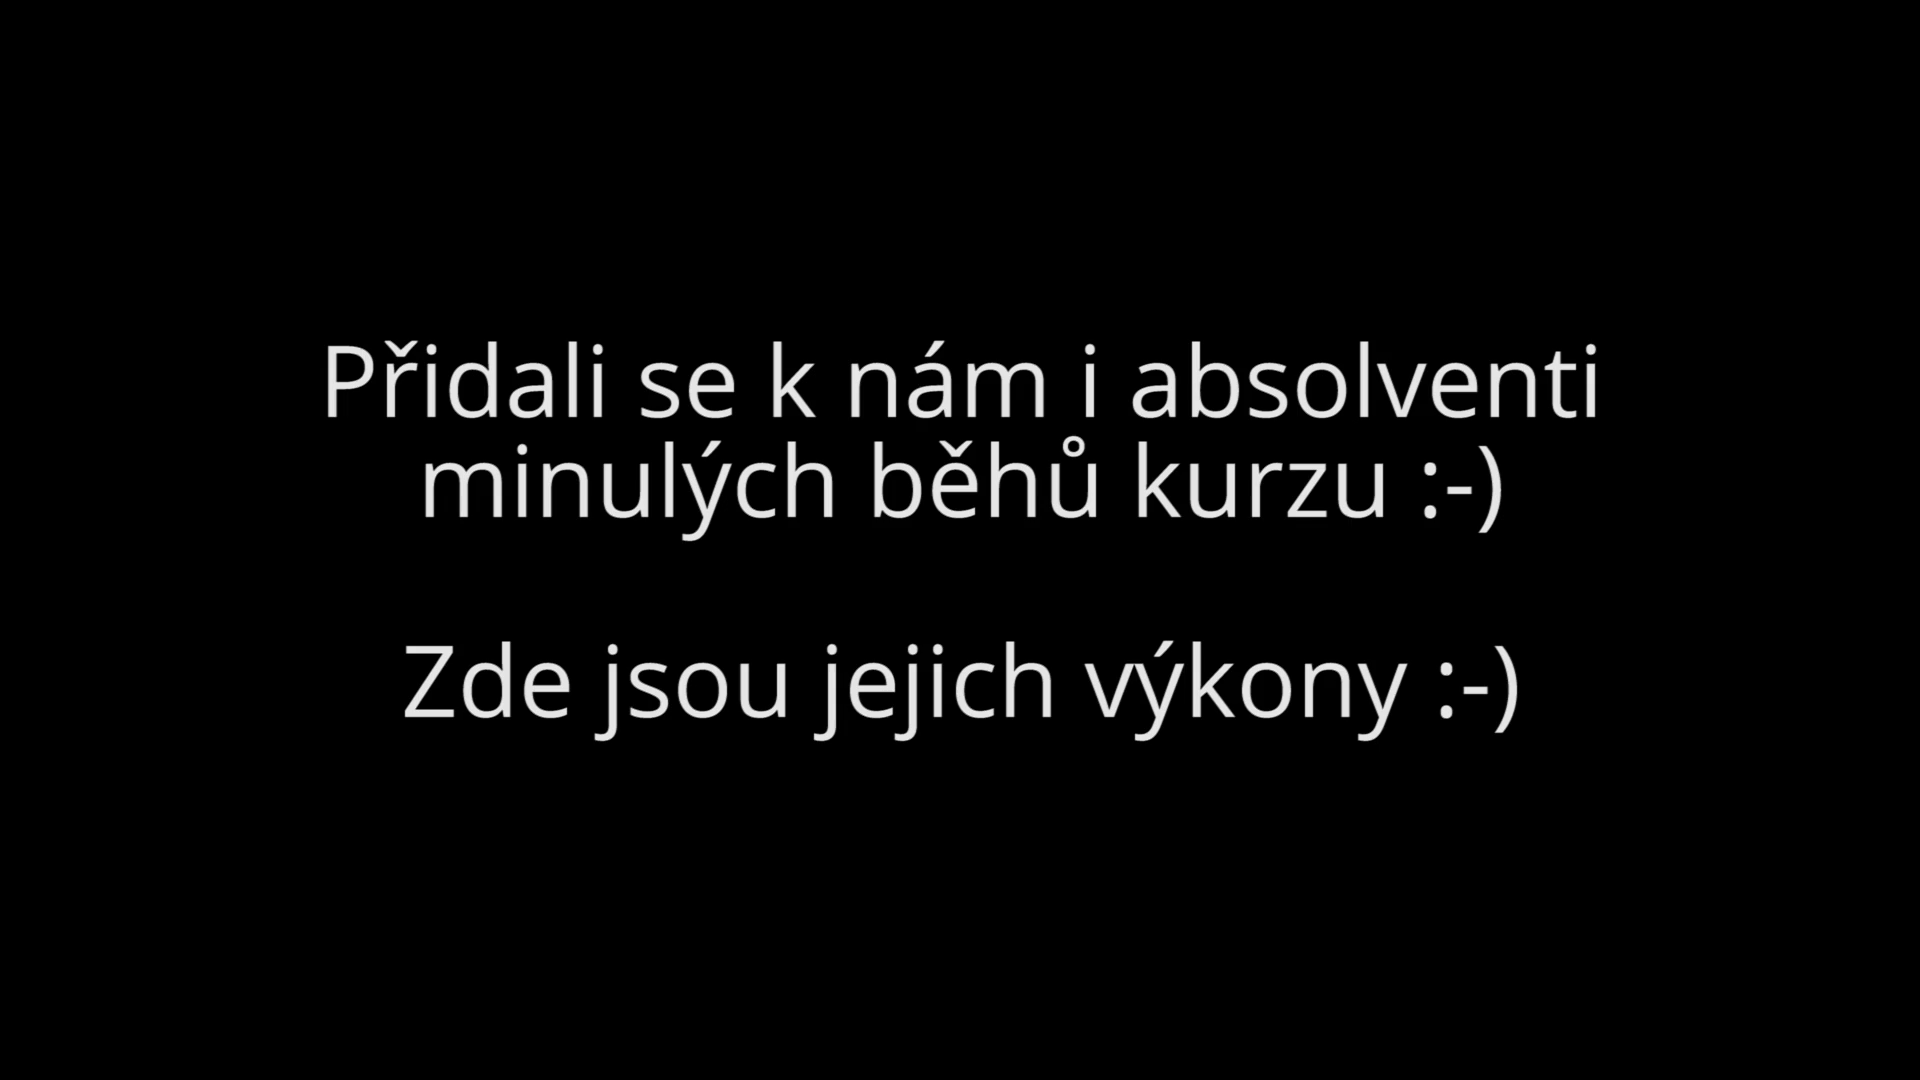 Přidali se k nám i absolventi
minulých běhů kurzu :-)
Zde jsou jejich výkony :-)